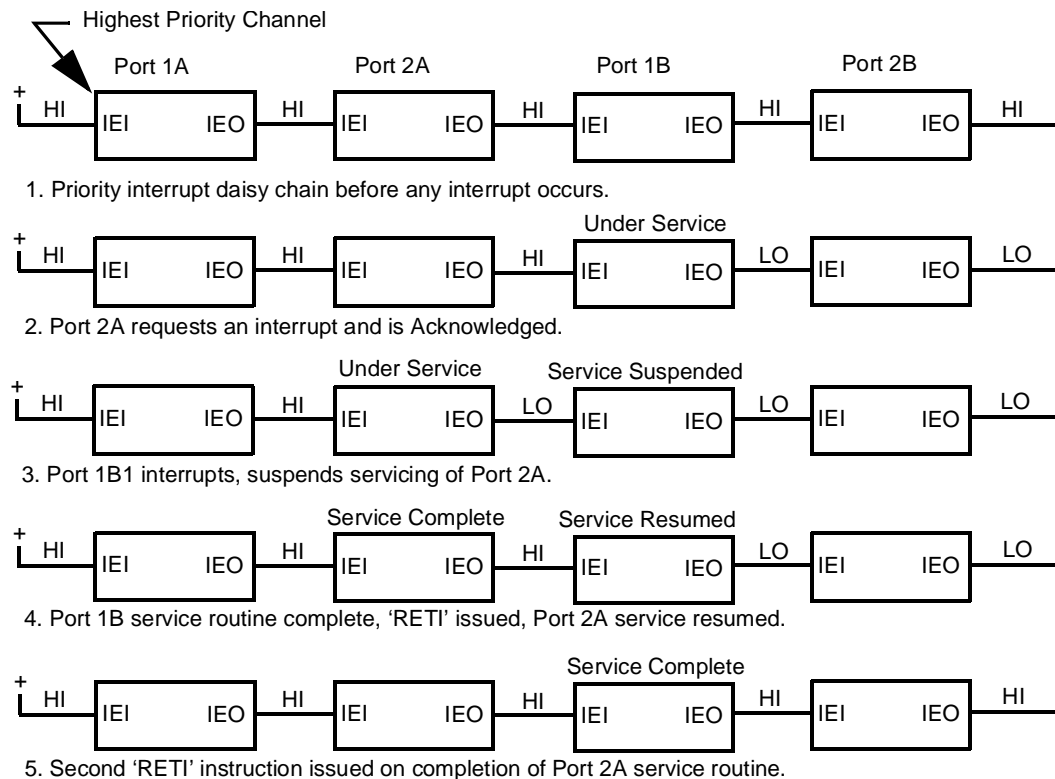 Highest Priority Channel
Port 1A Port 2A Port 1B Port 2B
+ HI IEI IEO HI IEI IEO HI IEI IEO HI IEI IEO HI
1. Priority interrupt daisy chain before any interrupt occurs.
Under Service
+ HI IEI IEO HI IEI IEO HI IEI IEO LO IEI IEO LO
2. Port 2A requests an interrupt and is Acknowledged.
Under Service Service Suspended
+ HI IEI IEO HI IEI IEO LO IEI IEO LO IEI IEO LO
3. Port 1B1 interrupts, suspends servicing of Port 2A.
Service Complete Service Resumed
+ HI IEI IEO HI IEI IEO HI IEI IEO LO IEI IEO LO
4. Port 1B service routine complete, ‘RETI’ issued, Port 2A service resumed.
Service Complete
+ HI IEI IEO HI IEI IEO HI IEI IEO HI IEI IEO HI
5. Second ‘RETI’ instruction issued on completion of Port 2A service routine.